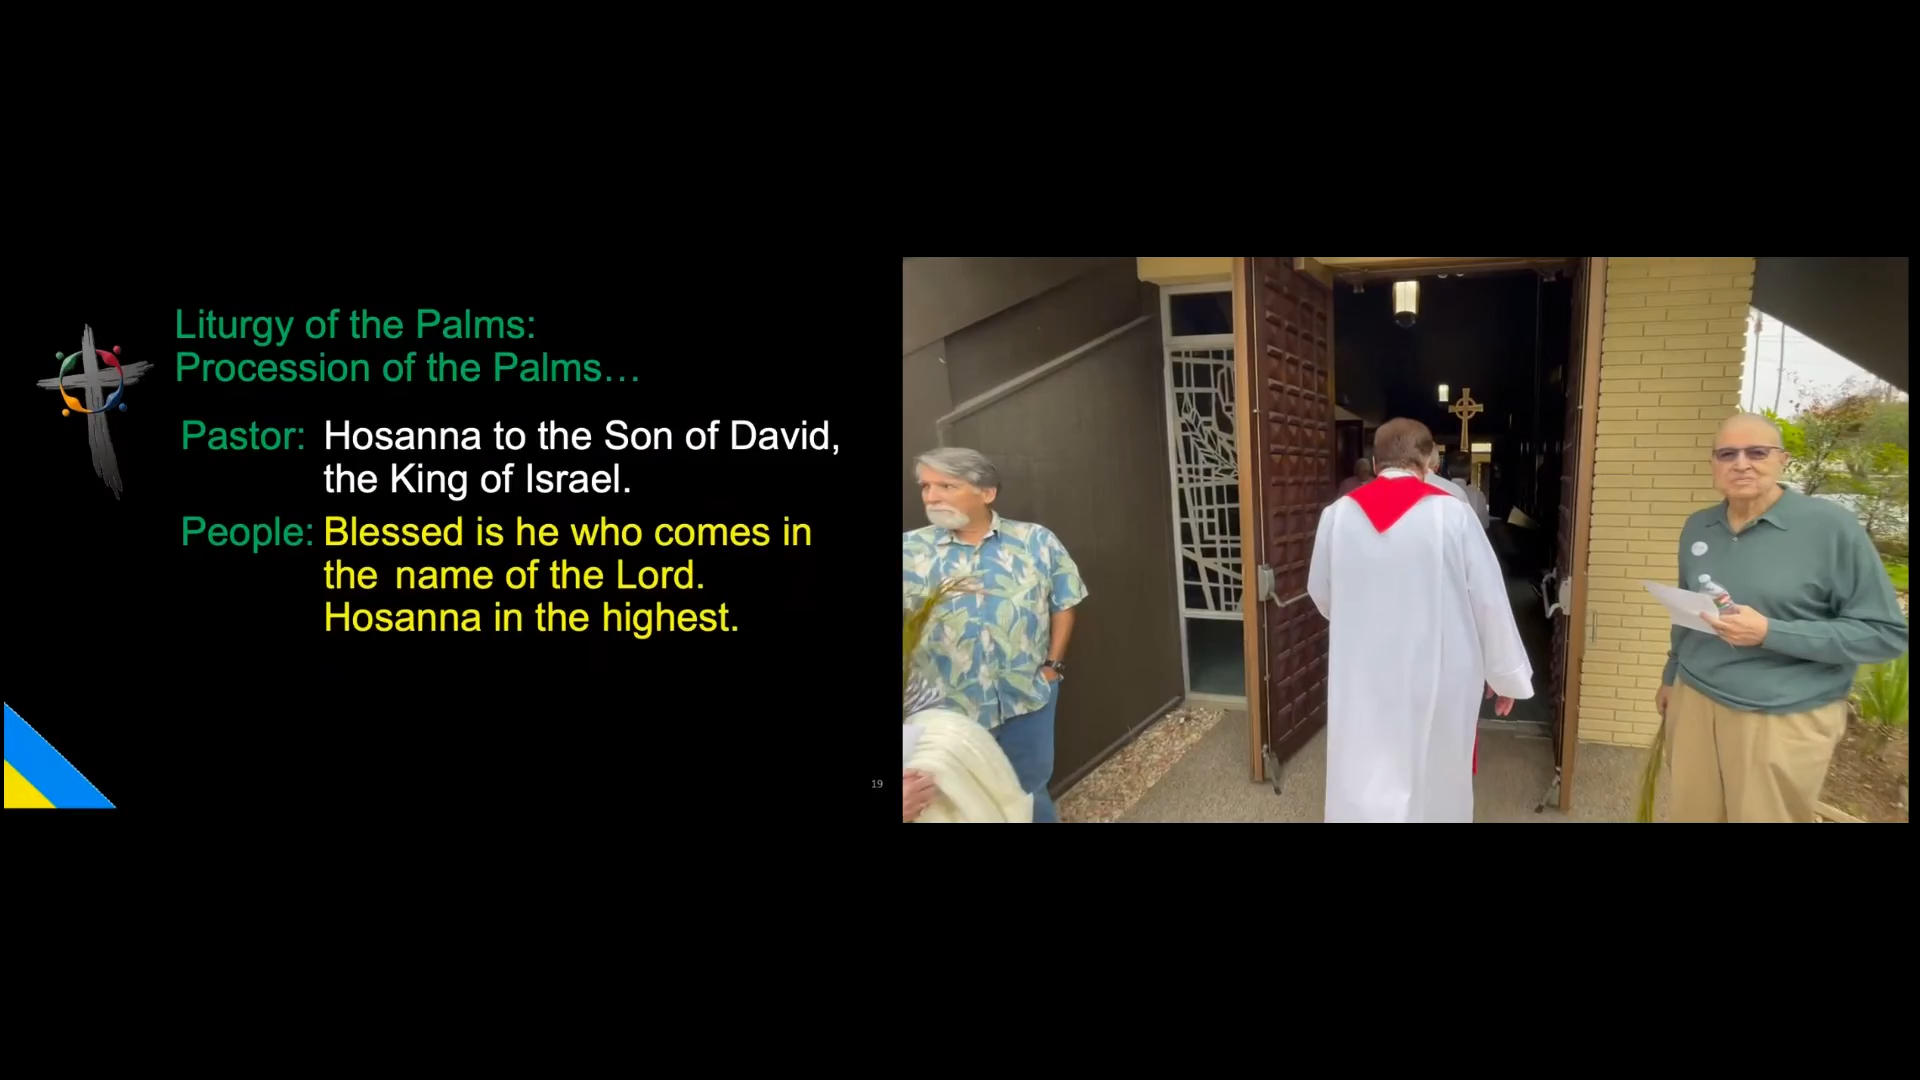 Liturgy of the Palms:
Procession of the Palms…
Pastor: Hosanna to the Son of David,
the King of Israel.
People: Blessed is he who comes in
the name of the Lord.
Hosanna in the highest.
19